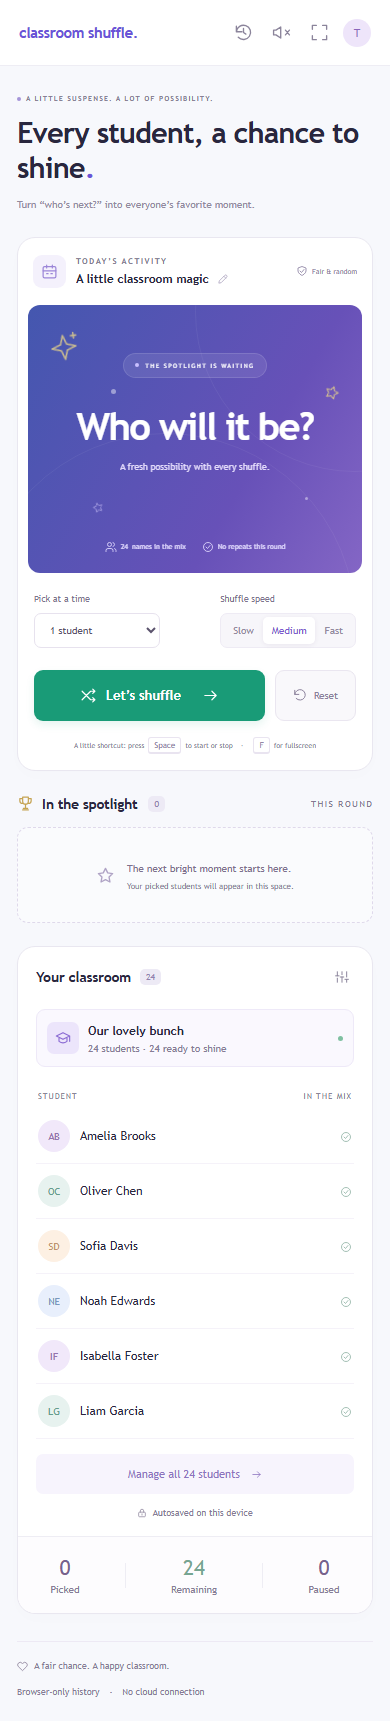 classroom shuffle.
T
A LITTLE SUSPENSE. A LOT OF POSSIBILITY.
Every student, a chance to
shine.
Turn “who’s next?” into everyone’s favorite moment.
TODAY’S ACTIVITY
A little classroom magic
Fair & random
THE SPOTLIGHT IS WAITING
Who will it be?
A fresh possibility with every shuffle.
24 names in the mix
No repeats this round
Pick at a time
Shuffle speed
1 student
Slow Medium Fast
Let’s shuffle
Reset
A little shortcut: press Space to start or stop · F for fullscreen
In the spotlight 0 THIS ROUND
The next bright moment starts here.
Your picked students will appear in this space.
Your classroom 24
Our lovely bunch
24 students · 24 ready to shine
STUDENT IN THE MIX
AB Amelia Brooks
OC Oliver Chen
SD Sofia Davis
NE Noah Edwards
IF Isabella Foster
LG Liam Garcia
Manage all 24 students
Autosaved on this device
0 24 0
Picked Remaining Paused
A fair chance. A happy classroom.
Browser-only history · No cloud connection